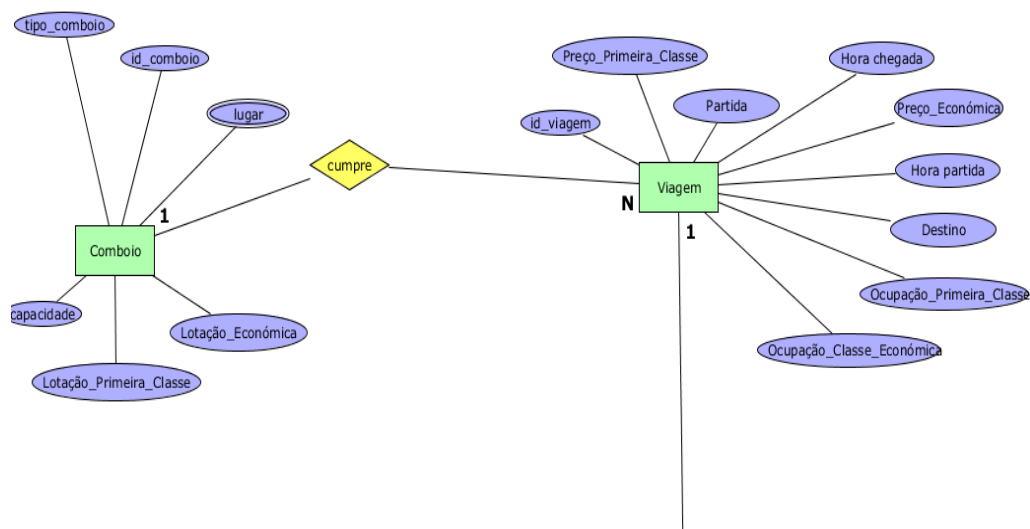 tipo_comboio
id_comboio
lugar
cumpre
1
Comboio
capacidade
Lotação_Económica
Lotação_Primeira_Classe
Preço_Primeira_Classe
Hora chegada
Partida
Preço_Económica
id_viagem
Hora partida
Viagem
N
1
Destino
Ocupação_Primeira_Classe
Ocupação_Classe_Económica